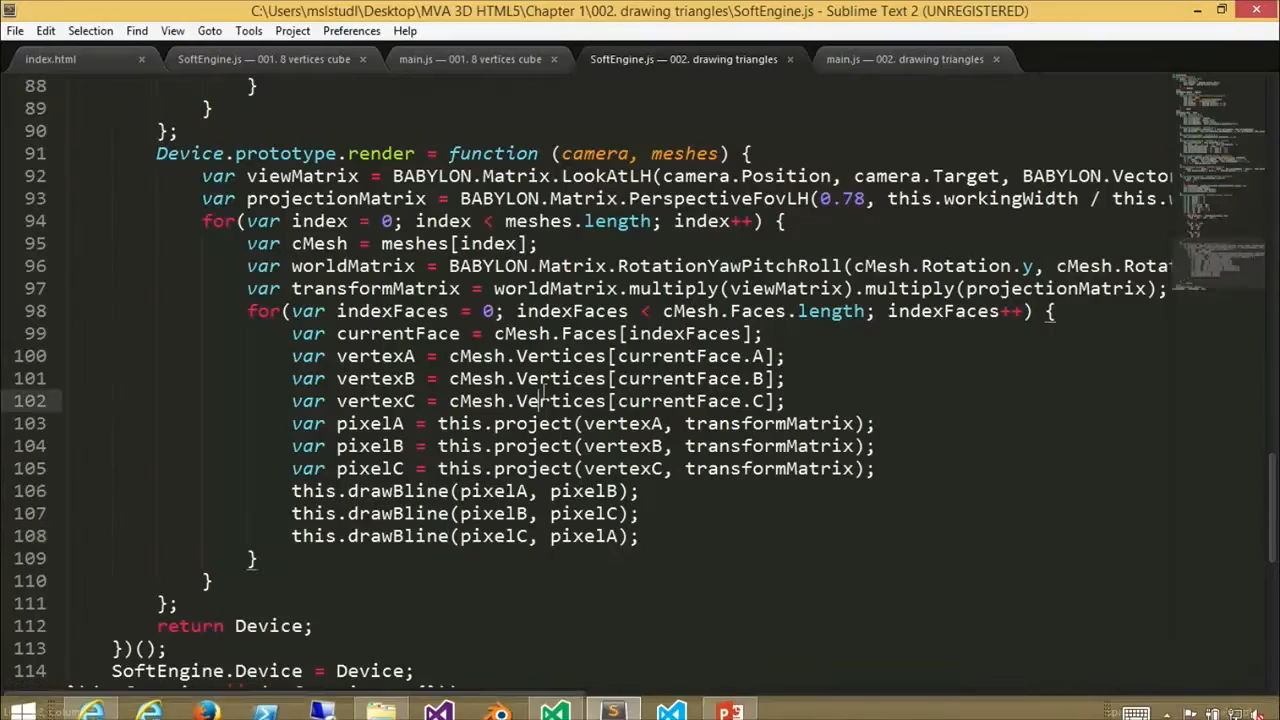 C:\Users\mslstudl\Desktop\MVA 3D HTML5\Chapter 1\002. drawing triangles\SoftEngine.js - Sublime Text 2 (UNREGISTERED)
File Edit Selection Find View Goto Tools Project Preferences Help
index.html × SoftEngine.js — 001. 8 vertices cube × main.js — 001. 8 vertices cube × SoftEngine.js — 002. drawing triangles × main.js — 002. drawing triangles ×
88 }
89 }
90 };
91 Device.prototype.render = function (camera, meshes) {
92 var viewMatrix = BABYLON.Matrix.LookAtLH(camera.Position, camera.Target, BABYLON.Vector
93 var projectionMatrix = BABYLON.Matrix.PerspectiveFovLH(0.78, this.workingWidth / this.
94 for(var index = 0; index < meshes.length; index++) {
95 var cMesh = meshes[index];
96 var worldMatrix = BABYLON.Matrix.RotationYawPitchRoll(cMesh.Rotation.y, cMesh.Rota
97 var transformMatrix = worldMatrix.multiply(viewMatrix).multiply(projectionMatrix);
98 for(var indexFaces = 0; indexFaces < cMesh.Faces.length; indexFaces++) {
99 var currentFace = cMesh.Faces[indexFaces];
100 var vertexA = cMesh.Vertices[currentFace.A];
101 var vertexB = cMesh.Vertices[currentFace.B];
102 var vertexC = cMesh.Vertices[currentFace.C];
103 var pixelA = this.project(vertexA, transformMatrix);
104 var pixelB = this.project(vertexB, transformMatrix);
105 var pixelC = this.project(vertexC, transformMatrix);
106 this.drawBline(pixelA, pixelB);
107 this.drawBline(pixelB, pixelC);
108 this.drawBline(pixelC, pixelA);
109 }
110 }
111 };
112 return Device;
113 })();
114 SoftEngine.Device = Device;